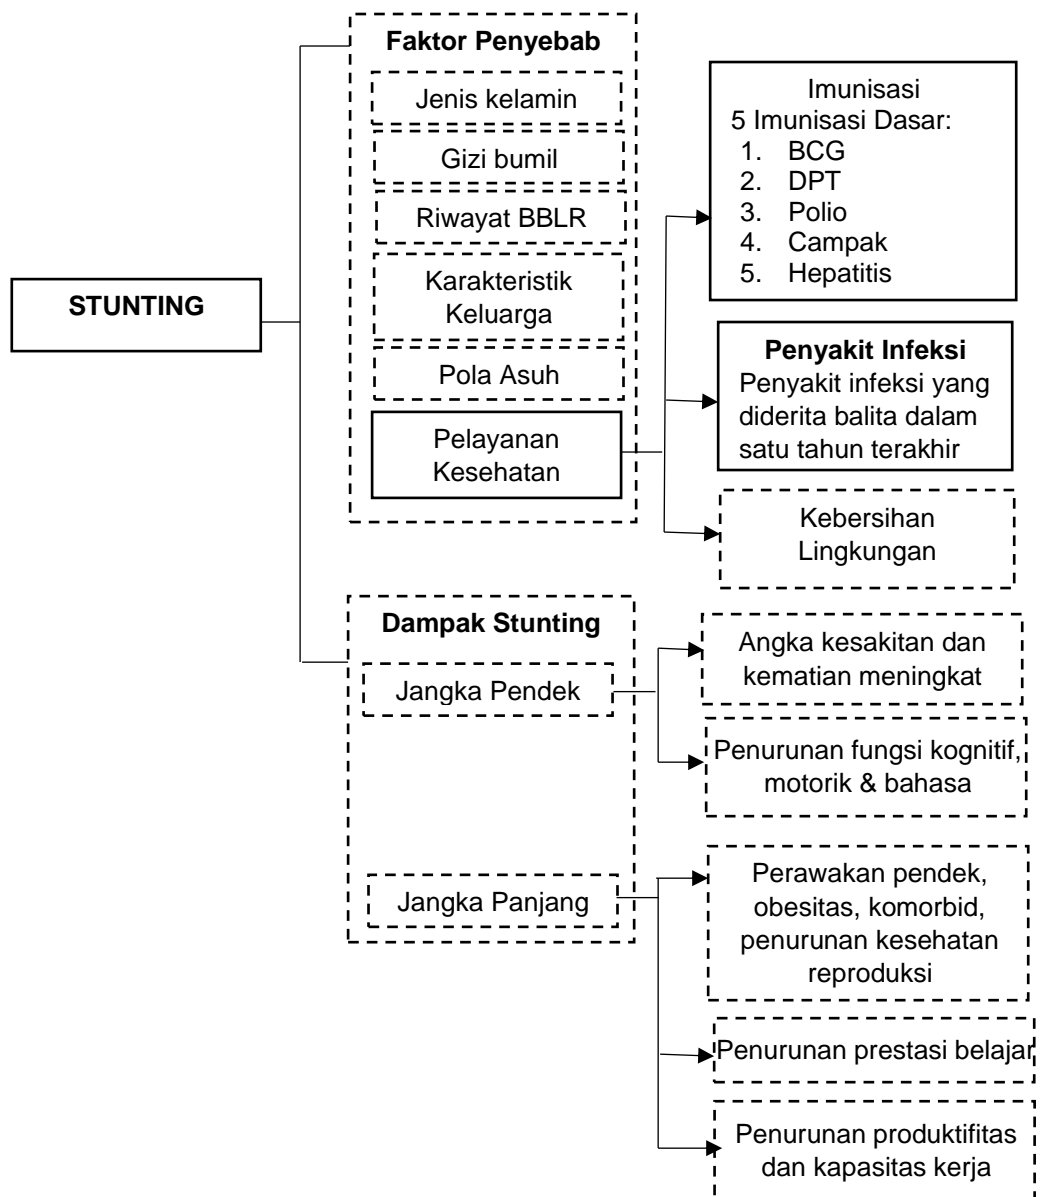 STUNTING
Faktor Penyebab
Jenis kelamin
Gizi bumil
Riwayat BBLR
Karakteristik
Keluarga
Pola Asuh
Pelayanan
Kesehatan
Imunisasi
5 Imunisasi Dasar:
1. BCG
2. DPT
3. Polio
4. Campak
5. Hepatitis
Penyakit Infeksi
Penyakit infeksi yang
diderita balita dalam
satu tahun terakhir
Kebersihan
Lingkungan
Dampak Stunting
Jangka Pendek
Angka kesakitan dan
kematian meningkat
Penurunan fungsi kognitif,
motorik & bahasa
Jangka Panjang
Perawakan pendek,
obesitas, komorbid,
penurunan kesehatan
reproduksi
Penurunan prestasi belajar
Penurunan produktifitas
dan kapasitas kerja